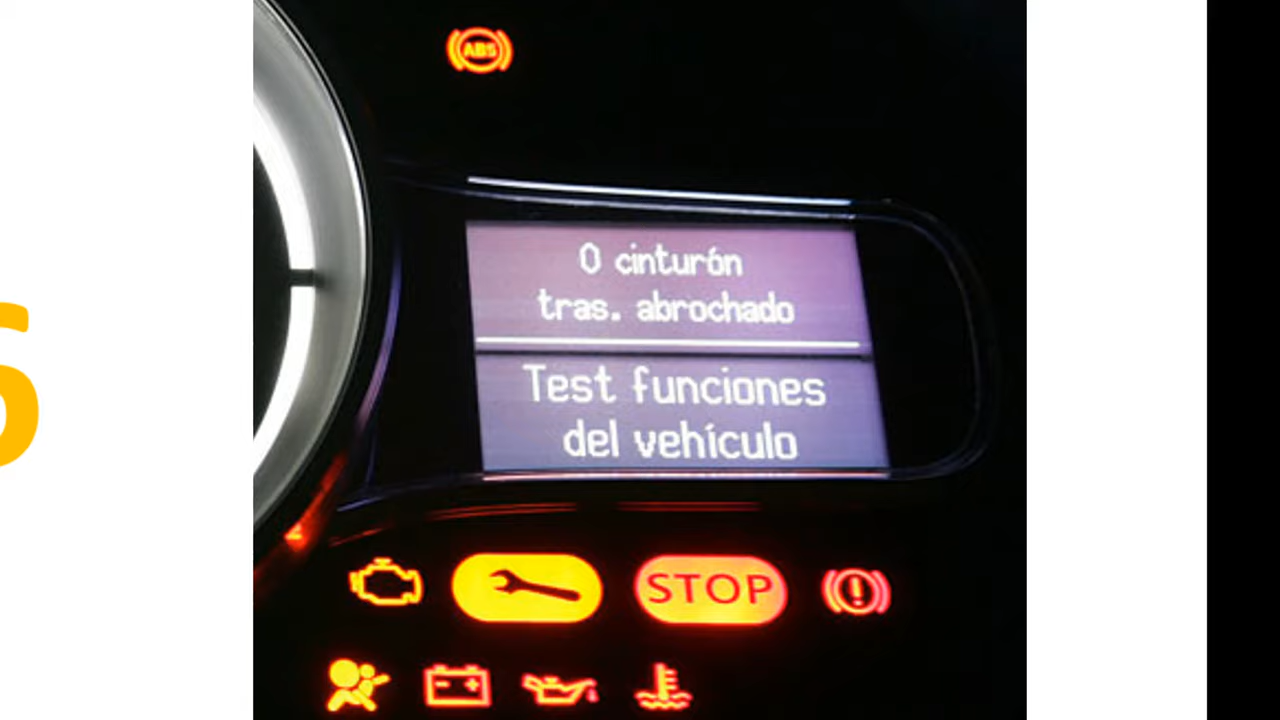 ABS
0 cinturón
tras. abrochado
Test funciones
del vehículo
STOP